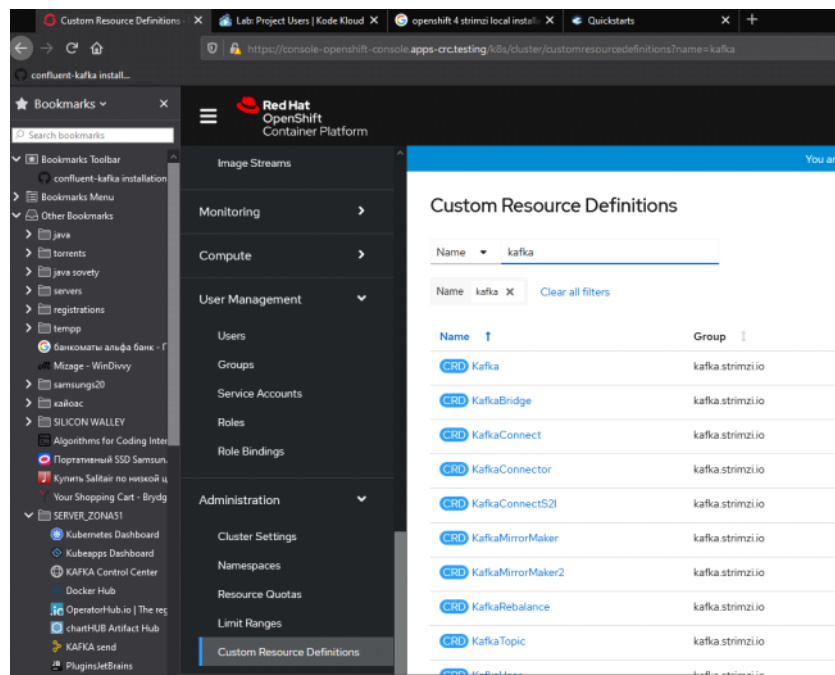 Custom Resource Definitions -
Lab: Project Users | Kode Kloud
openshift 4 strimzi local install
Quickstarts
https://console-openshift-console.apps-crc.testing/k8s/cluster/customresourcedefinitions?name=kafka
confluent-kafka install...
Bookmarks
Search bookmarks
Bookmarks Toolbar
confluent-kafka installation
Bookmarks Menu
Other Bookmarks
java
torrents
java sovety
servers
registrations
tempp
банкоматы альфа банк - Г
Mizage - WinDivvy
samsungs20
кайоас
SILICON WALLEY
Algorithms for Coding Inter
Портативный SSD Samsun.
Купить Salitair по низкой ц
Your Shopping Cart - Brydg
SERVER_ZONA51
Kubernetes Dashboard
Kubeapps Dashboard
KAFKA Control Center
Docker Hub
OperatorHub.io | The reg
chartHUB Artifact Hub
KAFKA send
PluginsJetBrains
Red Hat
OpenShift
Container Platform
Image Streams
Monitoring
Compute
User Management
Users
Groups
Service Accounts
Roles
Role Bindings
Administration
Cluster Settings
Namespaces
Resource Quotas
Limit Ranges
Custom Resource Definitions
You ar
Custom Resource Definitions
Name kafka
Name kafka Clear all filters
Name Group
CRD Kafka kafka.strimzi.io
CRD KafkaBridge kafka.strimzi.io
CRD KafkaConnect kafka.strimzi.io
CRD KafkaConnector kafka.strimzi.io
CRD KafkaConnectS2I kafka.strimzi.io
CRD KafkaMirrorMaker kafka.strimzi.io
CRD KafkaMirrorMaker2 kafka.strimzi.io
CRD KafkaRebalance kafka.strimzi.io
CRD KafkaTopic kafka.strimzi.io